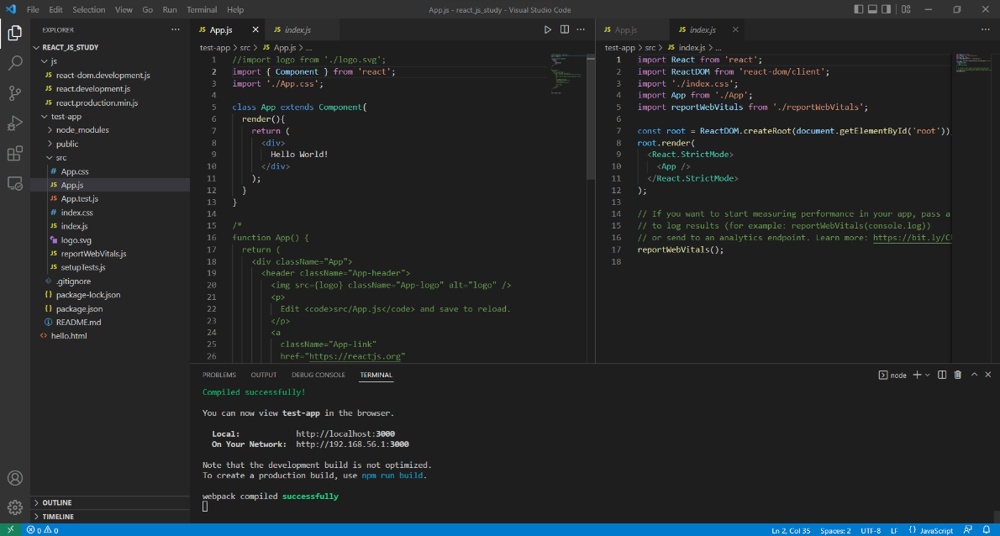 File Edit Selection View Go Run Terminal Help
App.js - react_js_study - Visual Studio Code
EXPLORER
REACT_JS_STUDY
js
JS react-dom.development.js
JS react.development.js
JS react.production.min.js
test-app
node_modules
public
src
# App.css
JS App.js
JS App.test.js
# index.css
JS index.js
logo.svg
JS reportWebVitals.js
JS setupTests.js
.gitignore
{} package-lock.json
{} package.json
README.md
<> hello.html
OUTLINE
TIMELINE
JS App.js
JS index.js
test-app > src > JS App.js > ...
1 //import logo from './logo.svg';
2 import { Component } from 'react';
3 import './App.css';
4
5 class App extends Component{
6 render(){
7 return (
8 <div>
9 Hello World!
10 </div>
11 );
12 }
13 }
14
15 /*
16 function App() {
17 return (
18 <div className="App">
19 <header className="App-header">
20 <img src={logo} className="App-logo" alt="logo" />
21 <p>
22 Edit <code>src/App.js</code> and save to reload.
23 </p>
24 <a
25 className="App-link"
26 href="https://reactjs.org"
JS App.js
JS index.js
test-app > src > JS index.js > ...
1 import React from 'react';
2 import ReactDOM from 'react-dom/client';
3 import './index.css';
4 import App from './App';
5 import reportWebVitals from './reportWebVitals';
6
7 const root = ReactDOM.createRoot(document.getElementById('root'))
8 root.render(
9 <React.StrictMode>
10 <App />
11 </React.StrictMode>
12 );
13
14 // If you want to start measuring performance in your app, pass a
15 // to log results (for example: reportWebVitals(console.log))
16 // or send to an analytics endpoint. Learn more: https://bit.ly/C
17 reportWebVitals();
18
PROBLEMS OUTPUT DEBUG CONSOLE TERMINAL
node
Compiled successfully!
You can now view test-app in the browser.
Local: http://localhost:3000
On Your Network: http://192.168.56.1:3000
Note that the development build is not optimized.
To create a production build, use npm run build.
webpack compiled successfully
0 0
Ln 2, Col 35 Spaces: 2 UTF-8 LF {} JavaScript